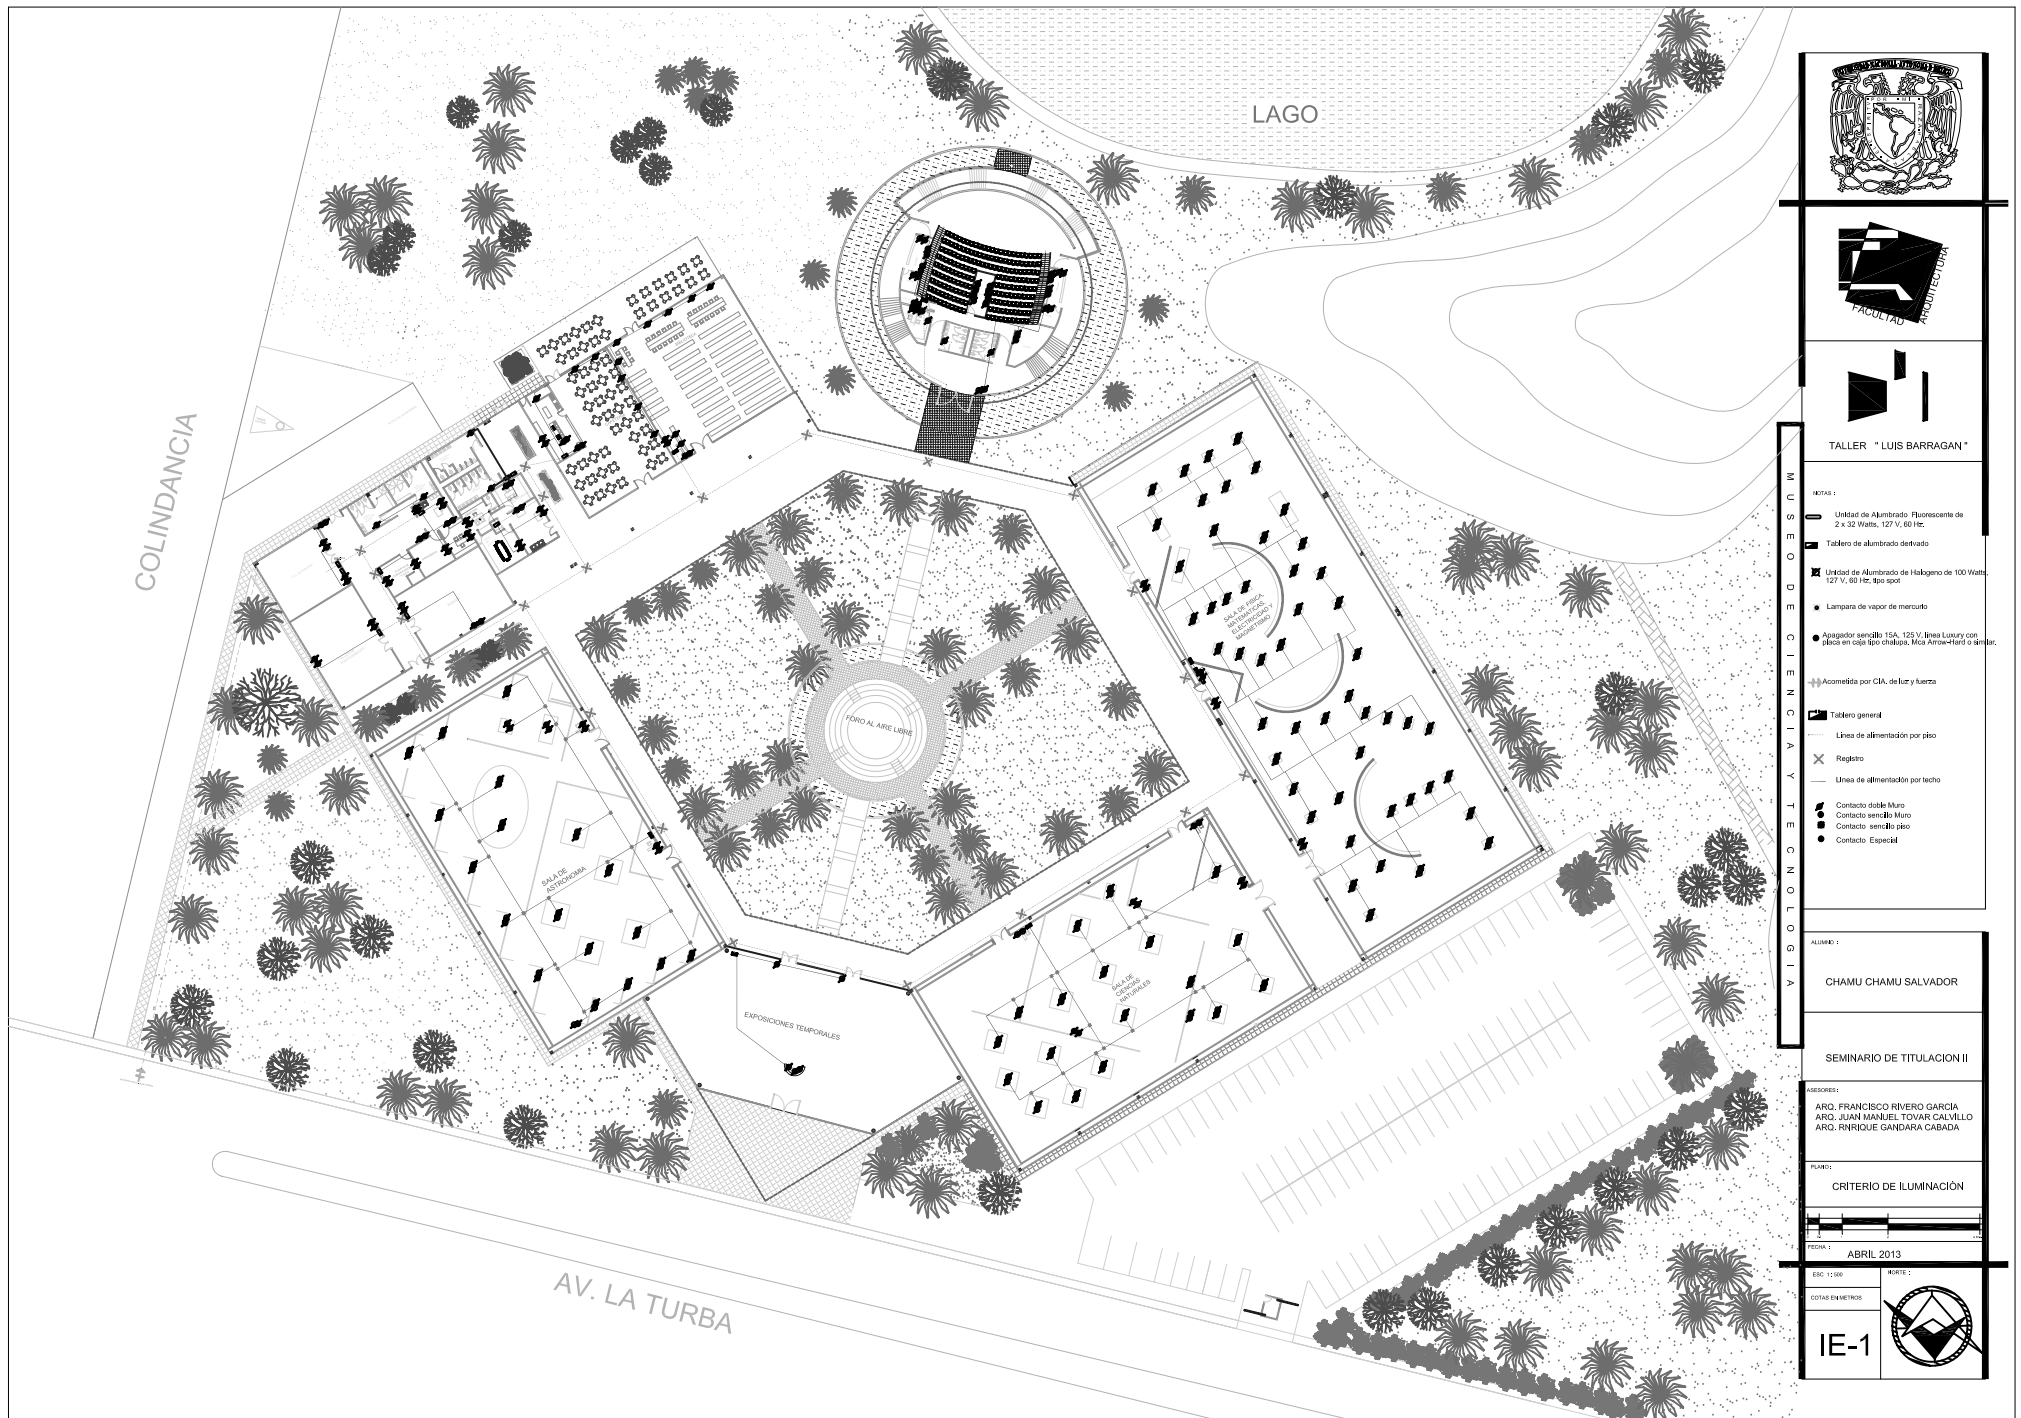 LAGO
COLINDANCIA
FORO AL AIRE LIBRE
SALA DE FISICA,
MATEMATICAS,
ELECTRICIDAD Y
MAGNETISMO
SALA DE
ASTRONOMIA
SALA DE
CIENCIAS
NATURALES
EXPOSICIONES TEMPORALES
AV. LA TURBA
FACULTAD
ARQUITECTURA
TALLER " LUIS BARRAGAN "
MUSEO DE CIENCIA Y TECNOLOGIA
NOTAS :
Unidad de Alumbrado Fluorescente de
2 x 32 Watts, 127 V, 60 Hz.
Tablero de alumbrado derivado
Unidad de Alumbrado de Halogeno de 100 Watts,
127 V, 60 Hz, tipo spot
Lampara de vapor de mercurio
Apagador sencillo 15A, 125 V, linea Luxury con
placa en caja tipo chalupa. Mca Arrow-Hard o similar.
Acometida por CIA. de luz y fuerza
Tablero general
Linea de alimentación por piso
Registro
Linea de alimentación por techo
Contacto doble Muro
Contacto sencillo Muro
Contacto sencillo piso
Contacto Especial
ALUMNO :
CHAMU CHAMU SALVADOR
SEMINARIO DE TITULACION II
ASESORES :
ARQ. FRANCISCO RIVERO GARCIA
ARQ. JUAN MANUEL TOVAR CALVILLO
ARQ. RNRIQUE GANDARA CABADA
PLANO :
CRITERIO DE ILUMINACIÓN
FECHA :
ABRIL 2013
ESC 1 : 500
NORTE :
COTAS EN METROS
IE-1